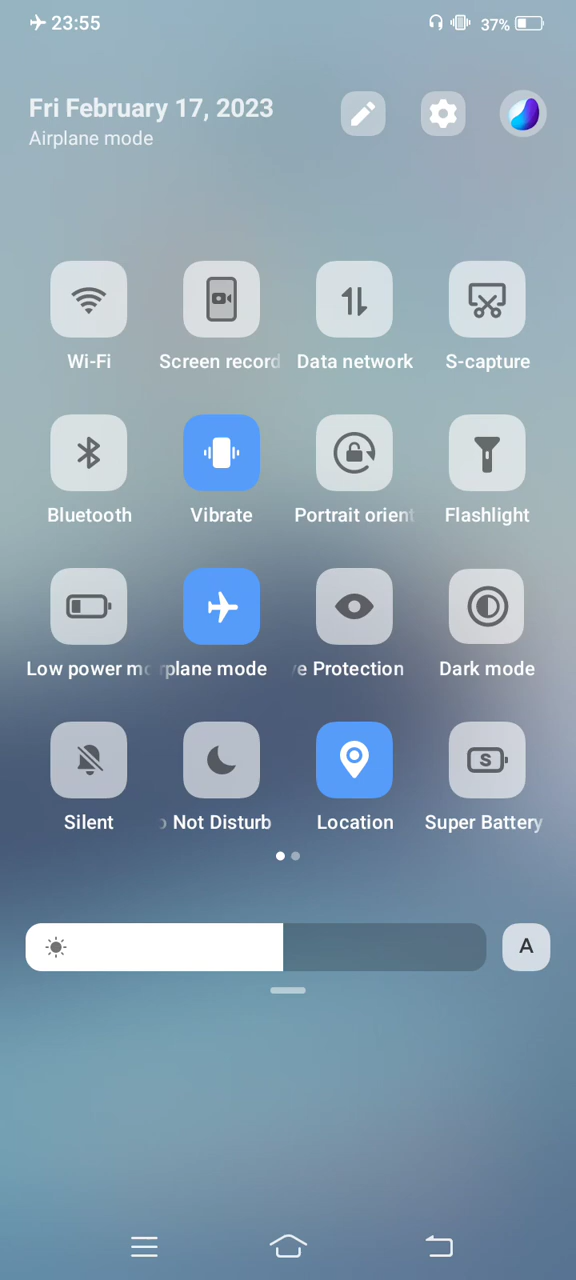 23:55
37%
Fri February 17, 2023
Airplane mode
Wi-Fi
Screen record
Data network
S-capture
Bluetooth
Vibrate
Portrait orient
Flashlight
Low power mo
rplane mode
e Protection
Dark mode
Silent
o Not Disturb
Location
Super Battery
A